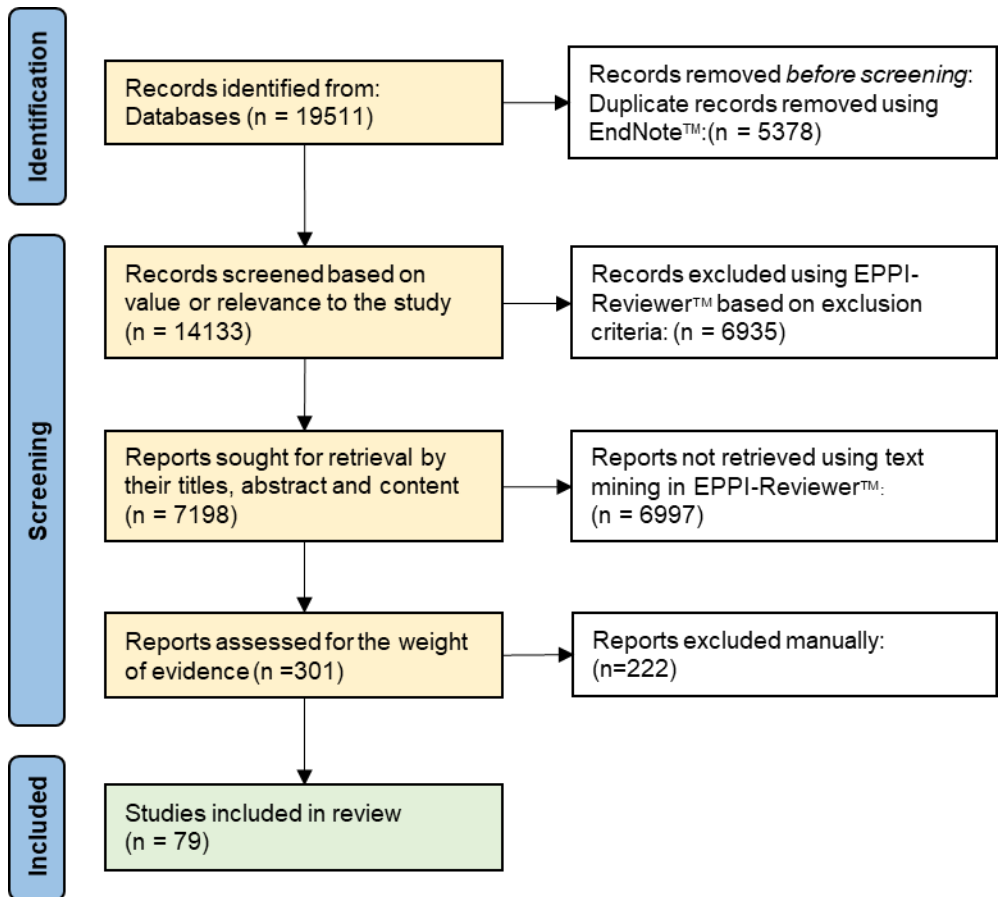 Identification
Records identified from:
Databases (n = 19511)
Records removed before screening:
Duplicate records removed using
EndNote™:(n = 5378)
Screening
Records screened based on
value or relevance to the study
(n = 14133)
Records excluded using EPPI-
Reviewer™ based on exclusion
criteria: (n = 6935)
Reports sought for retrieval by
their titles, abstract and content
(n = 7198)
Reports not retrieved using text
mining in EPPI-Reviewer™:
(n = 6997)
Reports assessed for the weight
of evidence (n =301)
Reports excluded manually:
(n=222)
Included
Studies included in review
(n = 79)